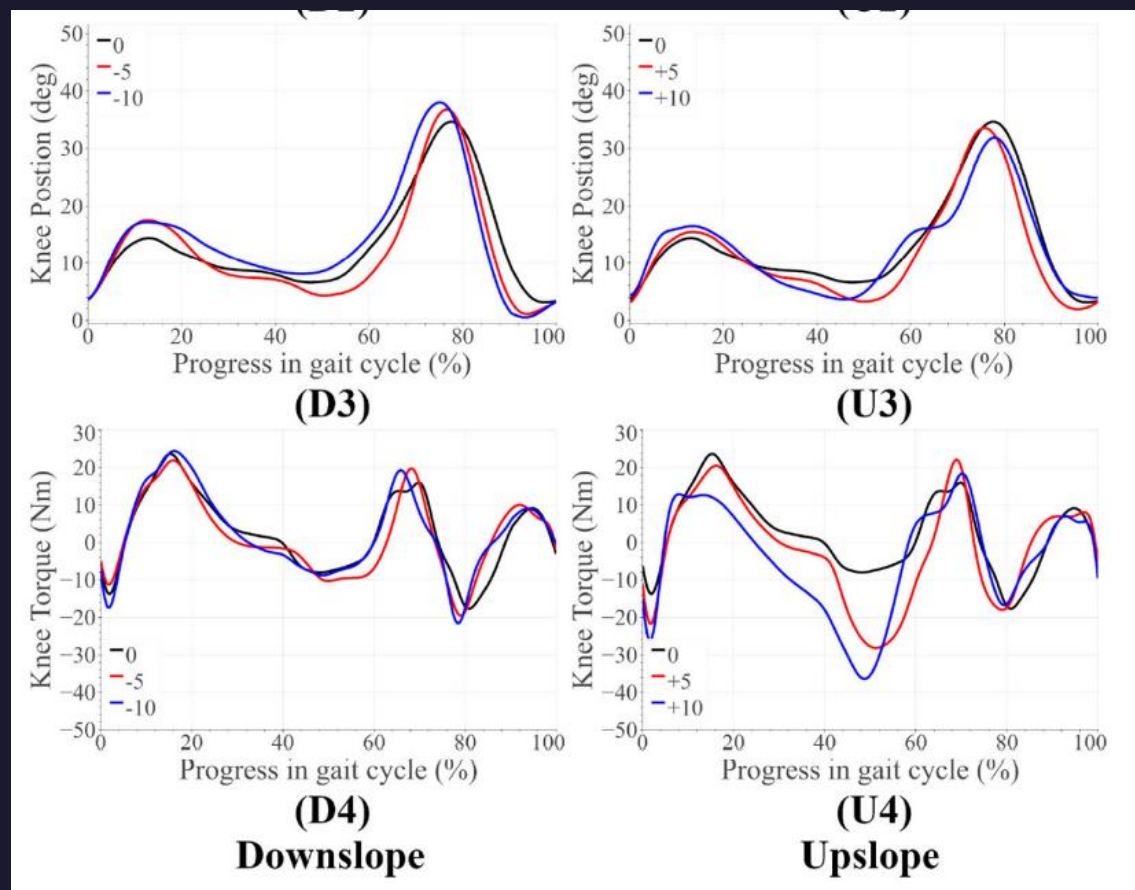 50
40
30
20
10
0
0
-5
-10
Knee Postion (deg)
0 20 40 60 80 100
Progress in gait cycle (%)
(D3)
50
40
30
20
10
0
0
+5
+10
Knee Postion (deg)
0 20 40 60 80 100
Progress in gait cycle (%)
(U3)
30
20
10
0
−10
−20
−30
−40
−50
0
-5
-10
Knee Torque (Nm)
0 20 40 60 80 100
Progress in gait cycle (%)
(D4)
Downslope
30
20
10
0
−10
−20
−30
−40
−50
0
+5
+10
Knee Torque (Nm)
0 20 40 60 80 100
Progress in gait cycle (%)
(U4)
Upslope